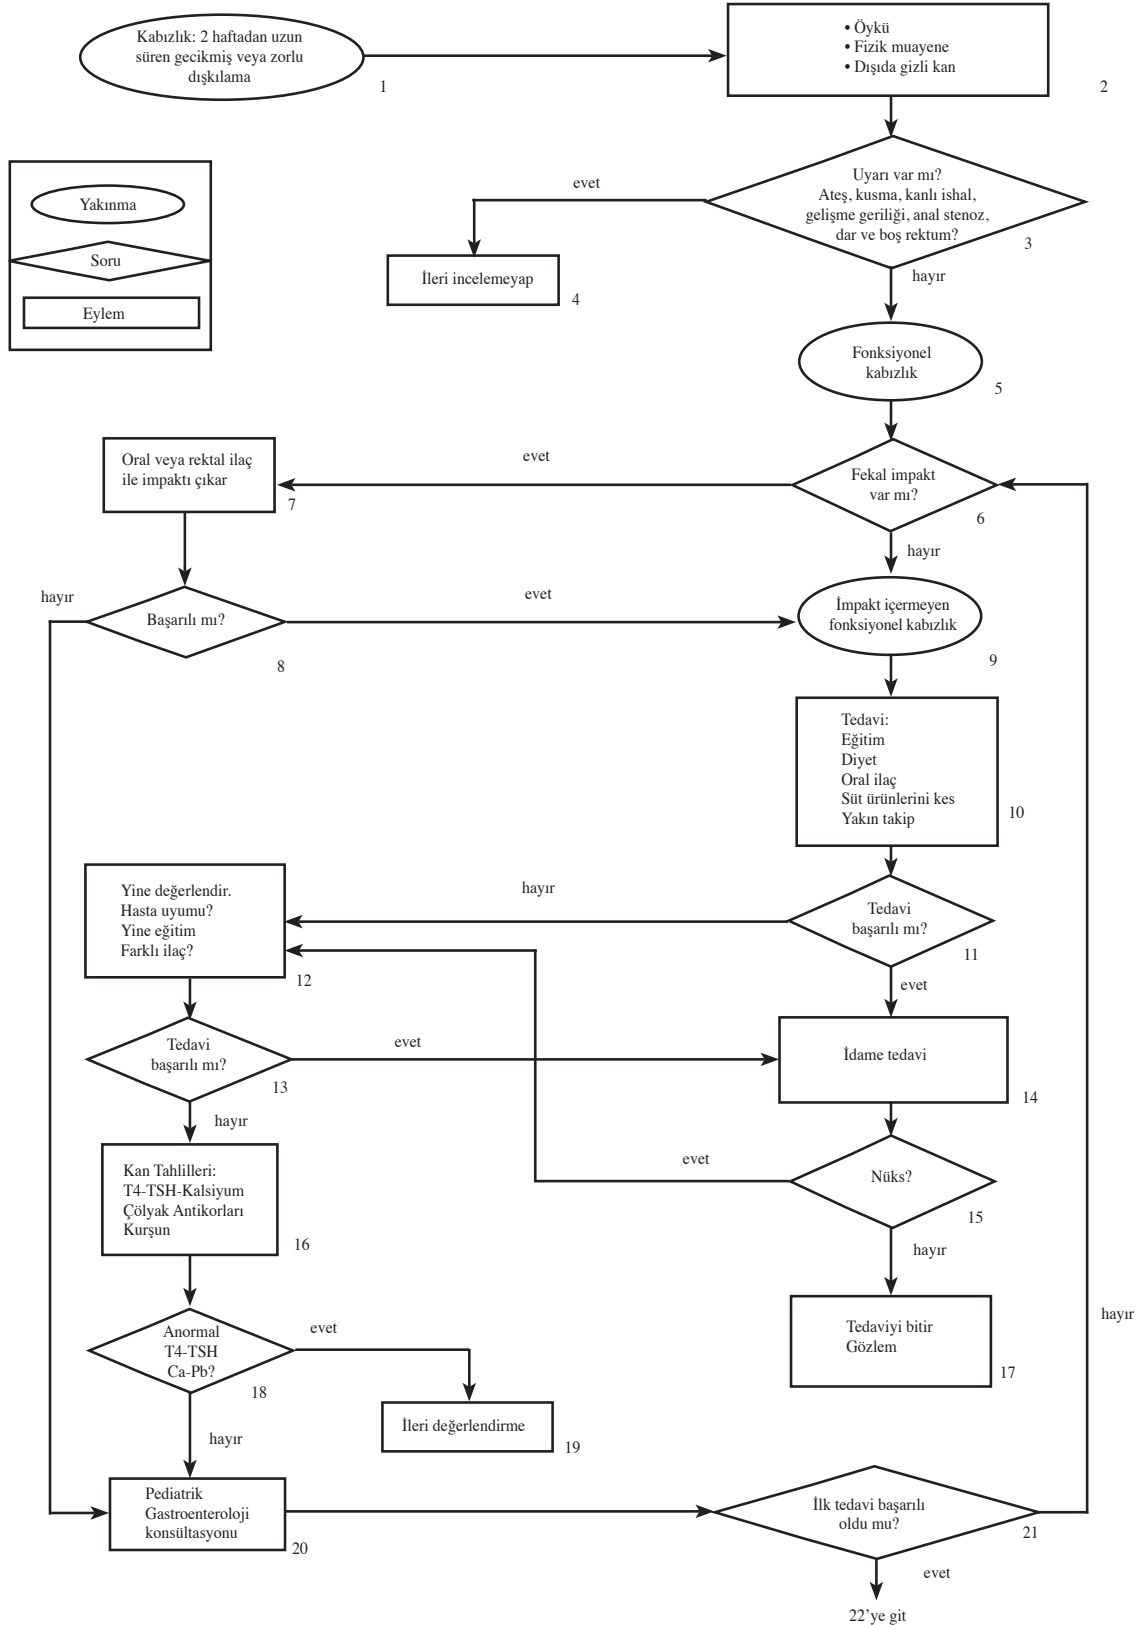 Kabızlık: 2 haftadan uzun
süren gecikmiş veya zorlu
dışkılama
1
• Öykü
• Fizik muayene
• Dışıda gizli kan
2
Uyarı var mı?
Ateş, kusma, kanlı ishal,
gelişme geriliği, anal stenoz,
dar ve boş rektum?
3
evet
hayır
Yakınma
Soru
Eylem
İleri incelemeyap
4
Fonksiyonel
kabızlık
5
Fekal impakt
var mı?
6
evet
hayır
Oral veya rektal ilaç
ile impaktı çıkar
7
Başarılı mı?
8
hayır
evet
İmpakt içermeyen
fonksiyonel kabızlık
9
Tedavi:
Eğitim
Diyet
Oral ilaç
Süt ürünlerini kes
Yakın takip
10
Tedavi
başarılı mı?
11
hayır
evet
Yine değerlendir.
Hasta uyumu?
Yine eğitim
Farklı ilaç?
12
Tedavi
başarılı mı?
13
evet
hayır
İdame tedavi
14
Nüks?
15
evet
hayır
Kan Tahlilleri:
T4-TSH-Kalsiyum
Çölyak Antikorları
Kurşun
16
Tedaviyi bitir
Gözlem
17
Anormal
T4-TSH
Ca-Pb?
18
evet
hayır
İleri değerlendirme
19
Pediatrik
Gastroenteroloji
konsültasyonu
20
İlk tedavi başarılı
oldu mu?
21
hayır
evet
22’ye git